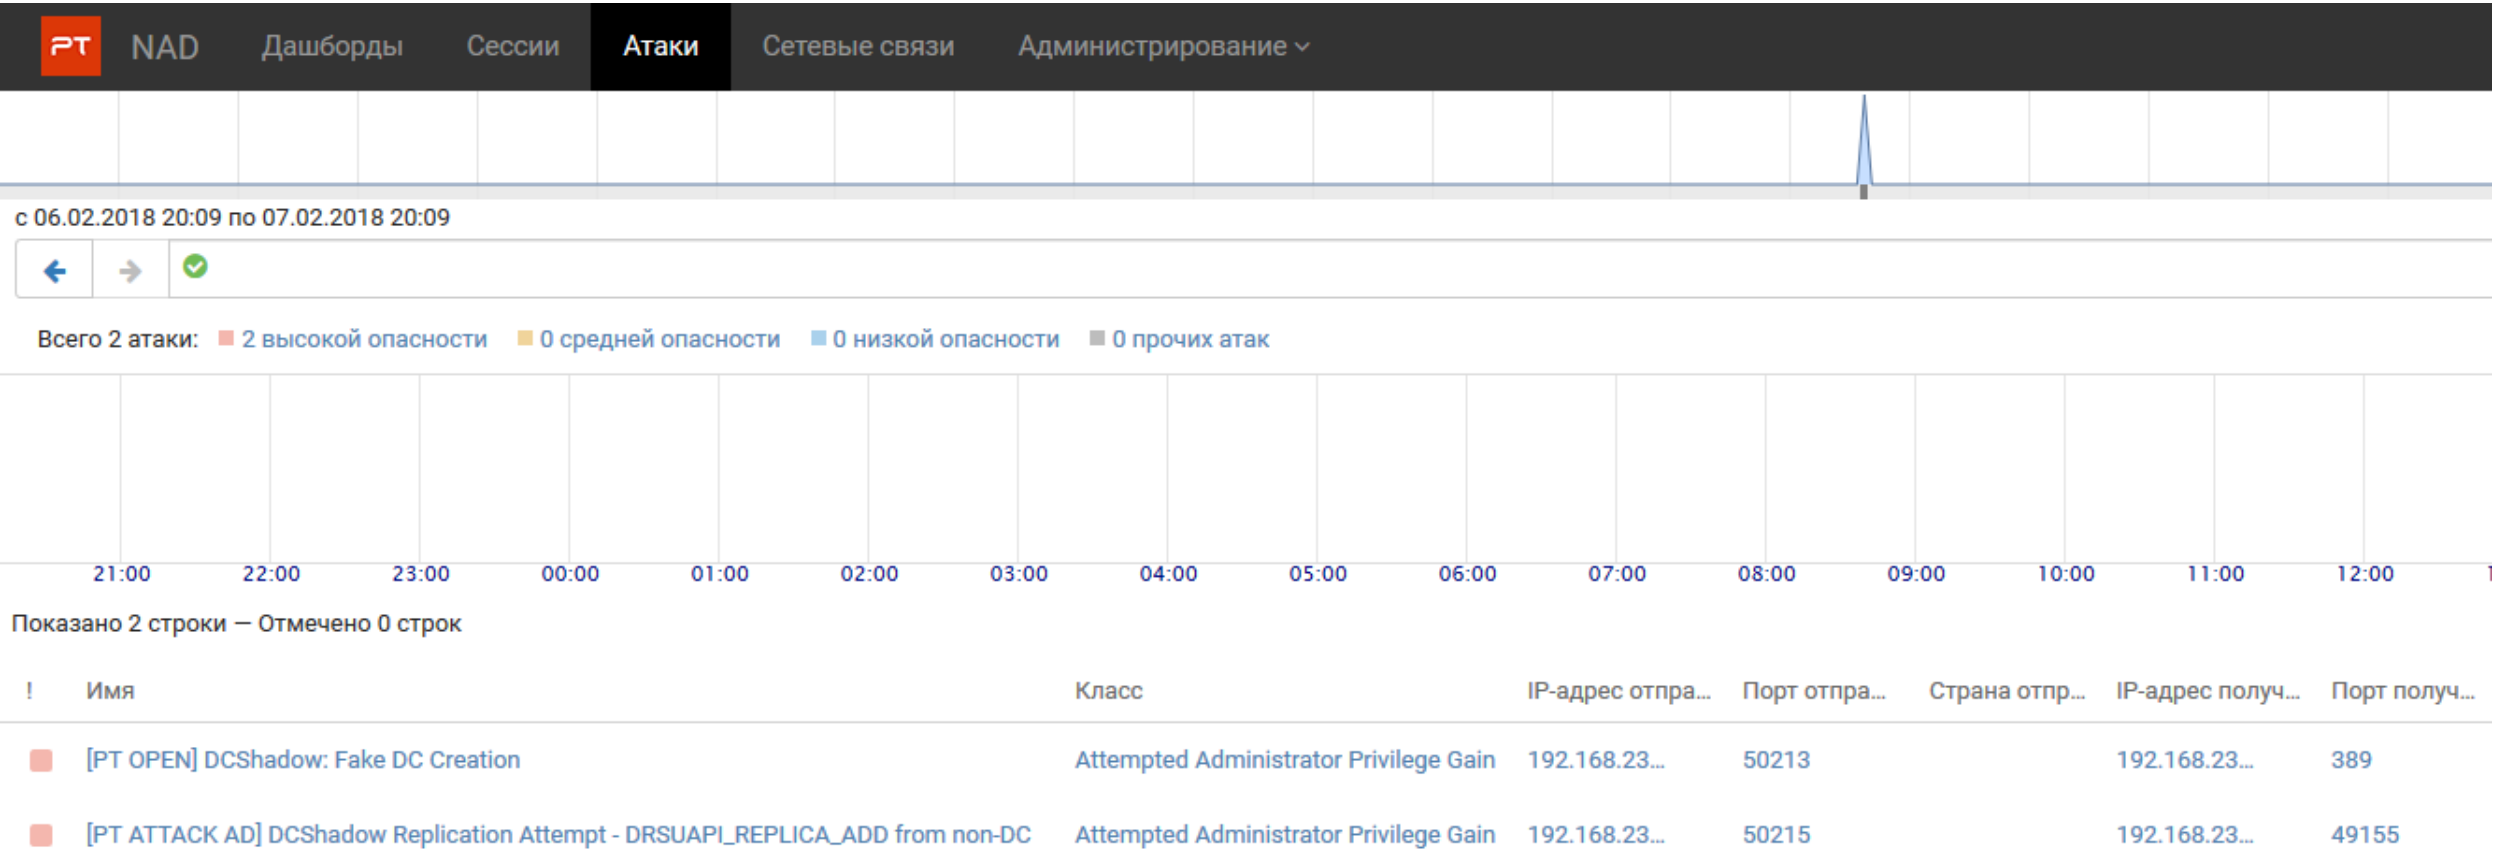 PT NAD Дашборды Сессии Атаки Сетевые связи Администрирование
с 06.02.2018 20:09 по 07.02.2018 20:09
Всего 2 атаки: 2 высокой опасности 0 средней опасности 0 низкой опасности 0 прочих атак
21:00 22:00 23:00 00:00 01:00 02:00 03:00 04:00 05:00 06:00 07:00 08:00 09:00 10:00 11:00 12:00
Показано 2 строки — Отмечено 0 строк
! Имя Класс IP-адрес отпра... Порт отпра... Страна отпр... IP-адрес получ... Порт получ...
[PT OPEN] DCShadow: Fake DC Creation Attempted Administrator Privilege Gain 192.168.23... 50213 192.168.23... 389
[PT ATTACK AD] DCShadow Replication Attempt - DRSUAPI_REPLICA_ADD from non-DC Attempted Administrator Privilege Gain 192.168.23... 50215 192.168.23... 49155